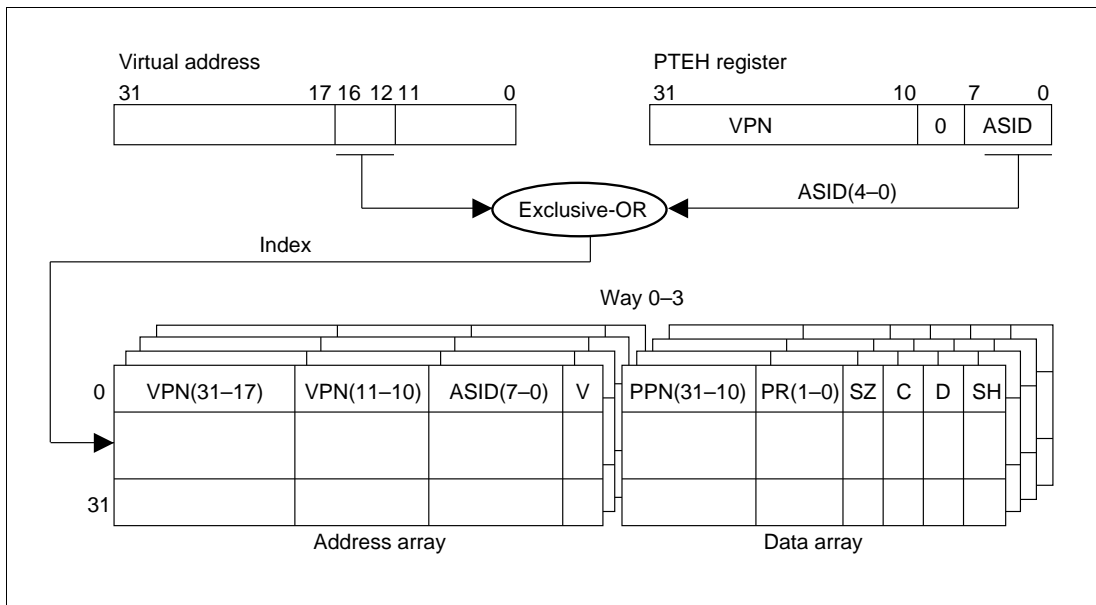 Virtual address
31 17 16 12 11 0
PTEH register
31 10 7 0
VPN 0 ASID
ASID(4–0)
Exclusive-OR
Index
Way 0–3
0 VPN(31–17) VPN(11–10) ASID(7–0) V PPN(31–10) PR(1–0) SZ C D SH
31
Address array Data array